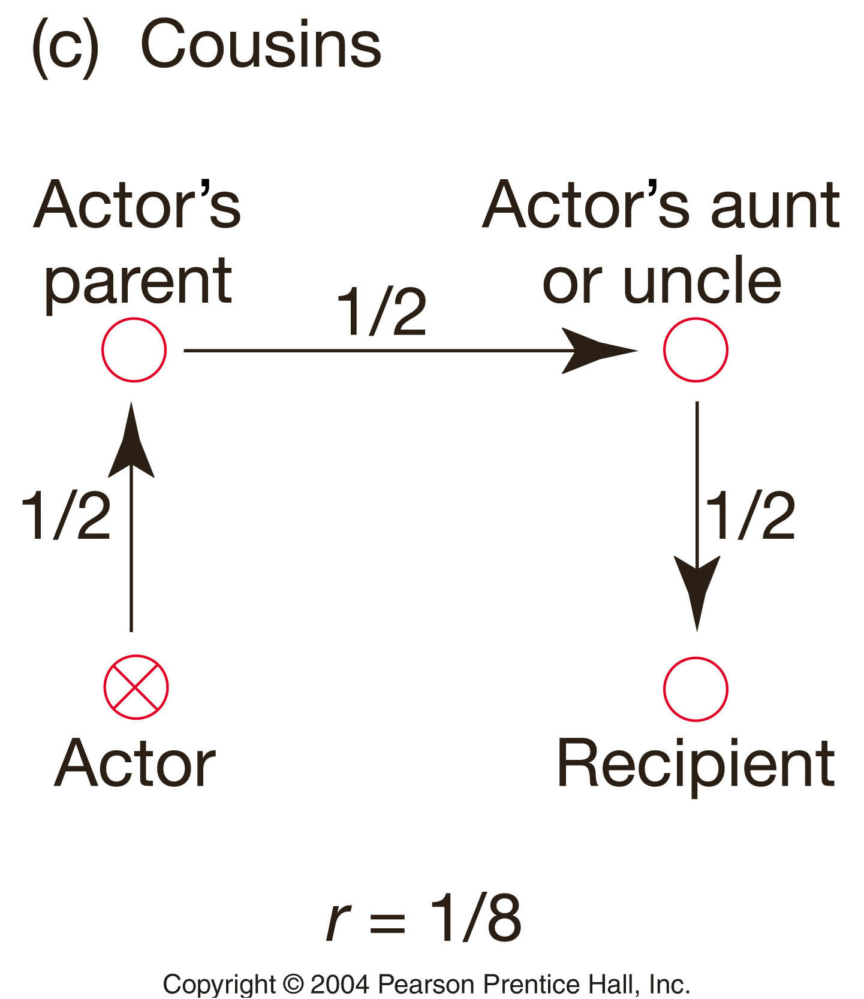 (c) Cousins
Actor’s
parent
Actor’s aunt
or uncle
1/2
1/2
1/2
Actor
Recipient
r = 1/8
Copyright © 2004 Pearson Prentice Hall, Inc.